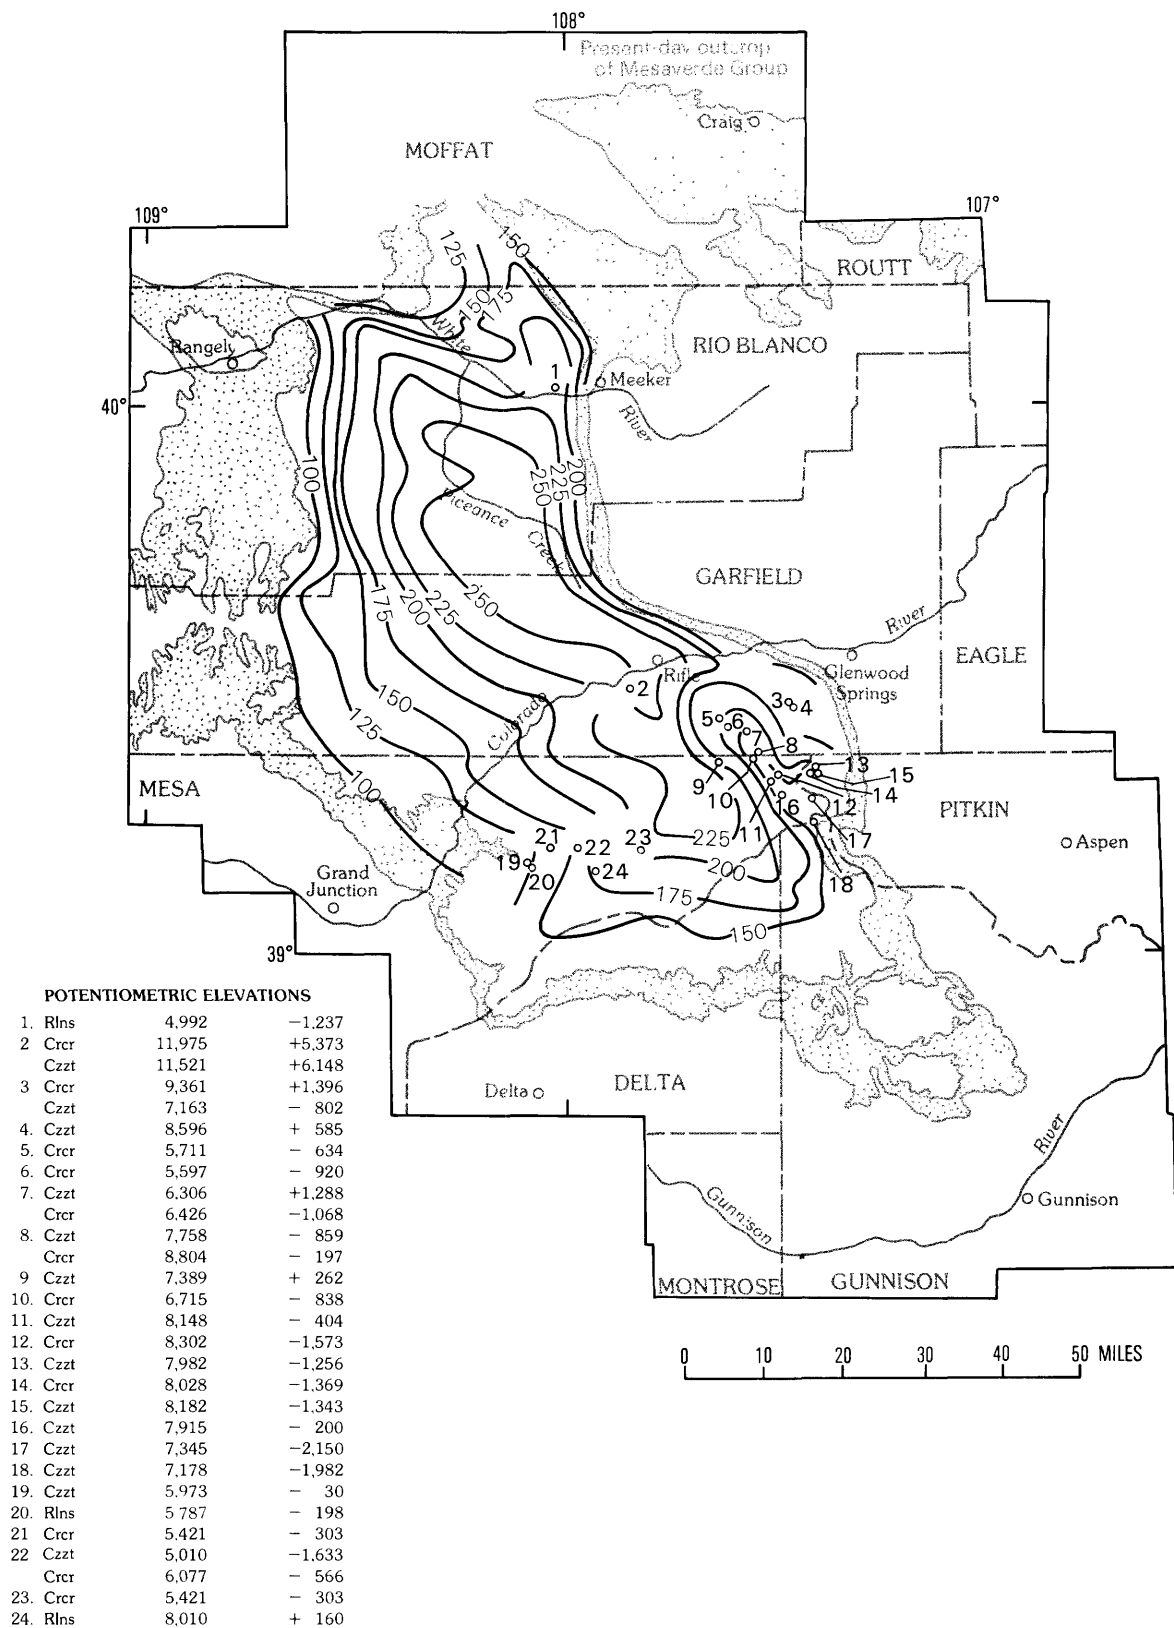 108°
Present-day outcrop
of Mesaverde Group
Craig
MOFFAT
109°
107°
125
150
ROUTT
150
175
White
Rangely
RIO BLANCO
1
Meeker
40°
River
100
250
225
200
Piceance
Creek
GARFIELD
175
200
225
250
River
EAGLE
Rifle
Glenwood
Springs
2
3
4
150
5
6
7
8
125
Colorado
13
15
14
9
10
MESA
100
16
12
PITKIN
11
17
225
21
22
23
Aspen
19
20
24
200
18
Grand
Junction
175
150
39°
Delta
DELTA
River
Gunnison
Gunnison
MONTROSE
GUNNISON
0 10 20 30 40 50 MILES
POTENTIOMETRIC ELEVATIONS
1. Rlns 4,992 −1,237
2 Crcr 11,975 +5,373
Czzt 11,521 +6,148
3 Crcr 9,361 +1,396
Czzt 7,163 − 802
4. Czzt 8,596 + 585
5. Crcr 5,711 − 634
6. Crcr 5,597 − 920
7. Czzt 6.306 +1,288
Crcr 6,426 −1,068
8. Czzt 7,758 − 859
Crcr 8,804 − 197
9 Czzt 7,389 + 262
10. Crcr 6,715 − 838
11. Czzt 8,148 − 404
12. Crcr 8,302 −1,573
13. Czzt 7,982 −1,256
14. Crcr 8,028 −1,369
15. Czzt 8,182 −1,343
16. Czzt 7,915 − 200
17 Czzt 7,345 −2,150
18. Czzt 7,178 −1,982
19. Czzt 5.973 − 30
20. Rlns 5 787 − 198
21 Crcr 5.421 − 303
22 Czzt 5,010 −1,633
Crcr 6,077 − 566
23. Crcr 5,421 − 303
24. Rlns 8,010 + 160